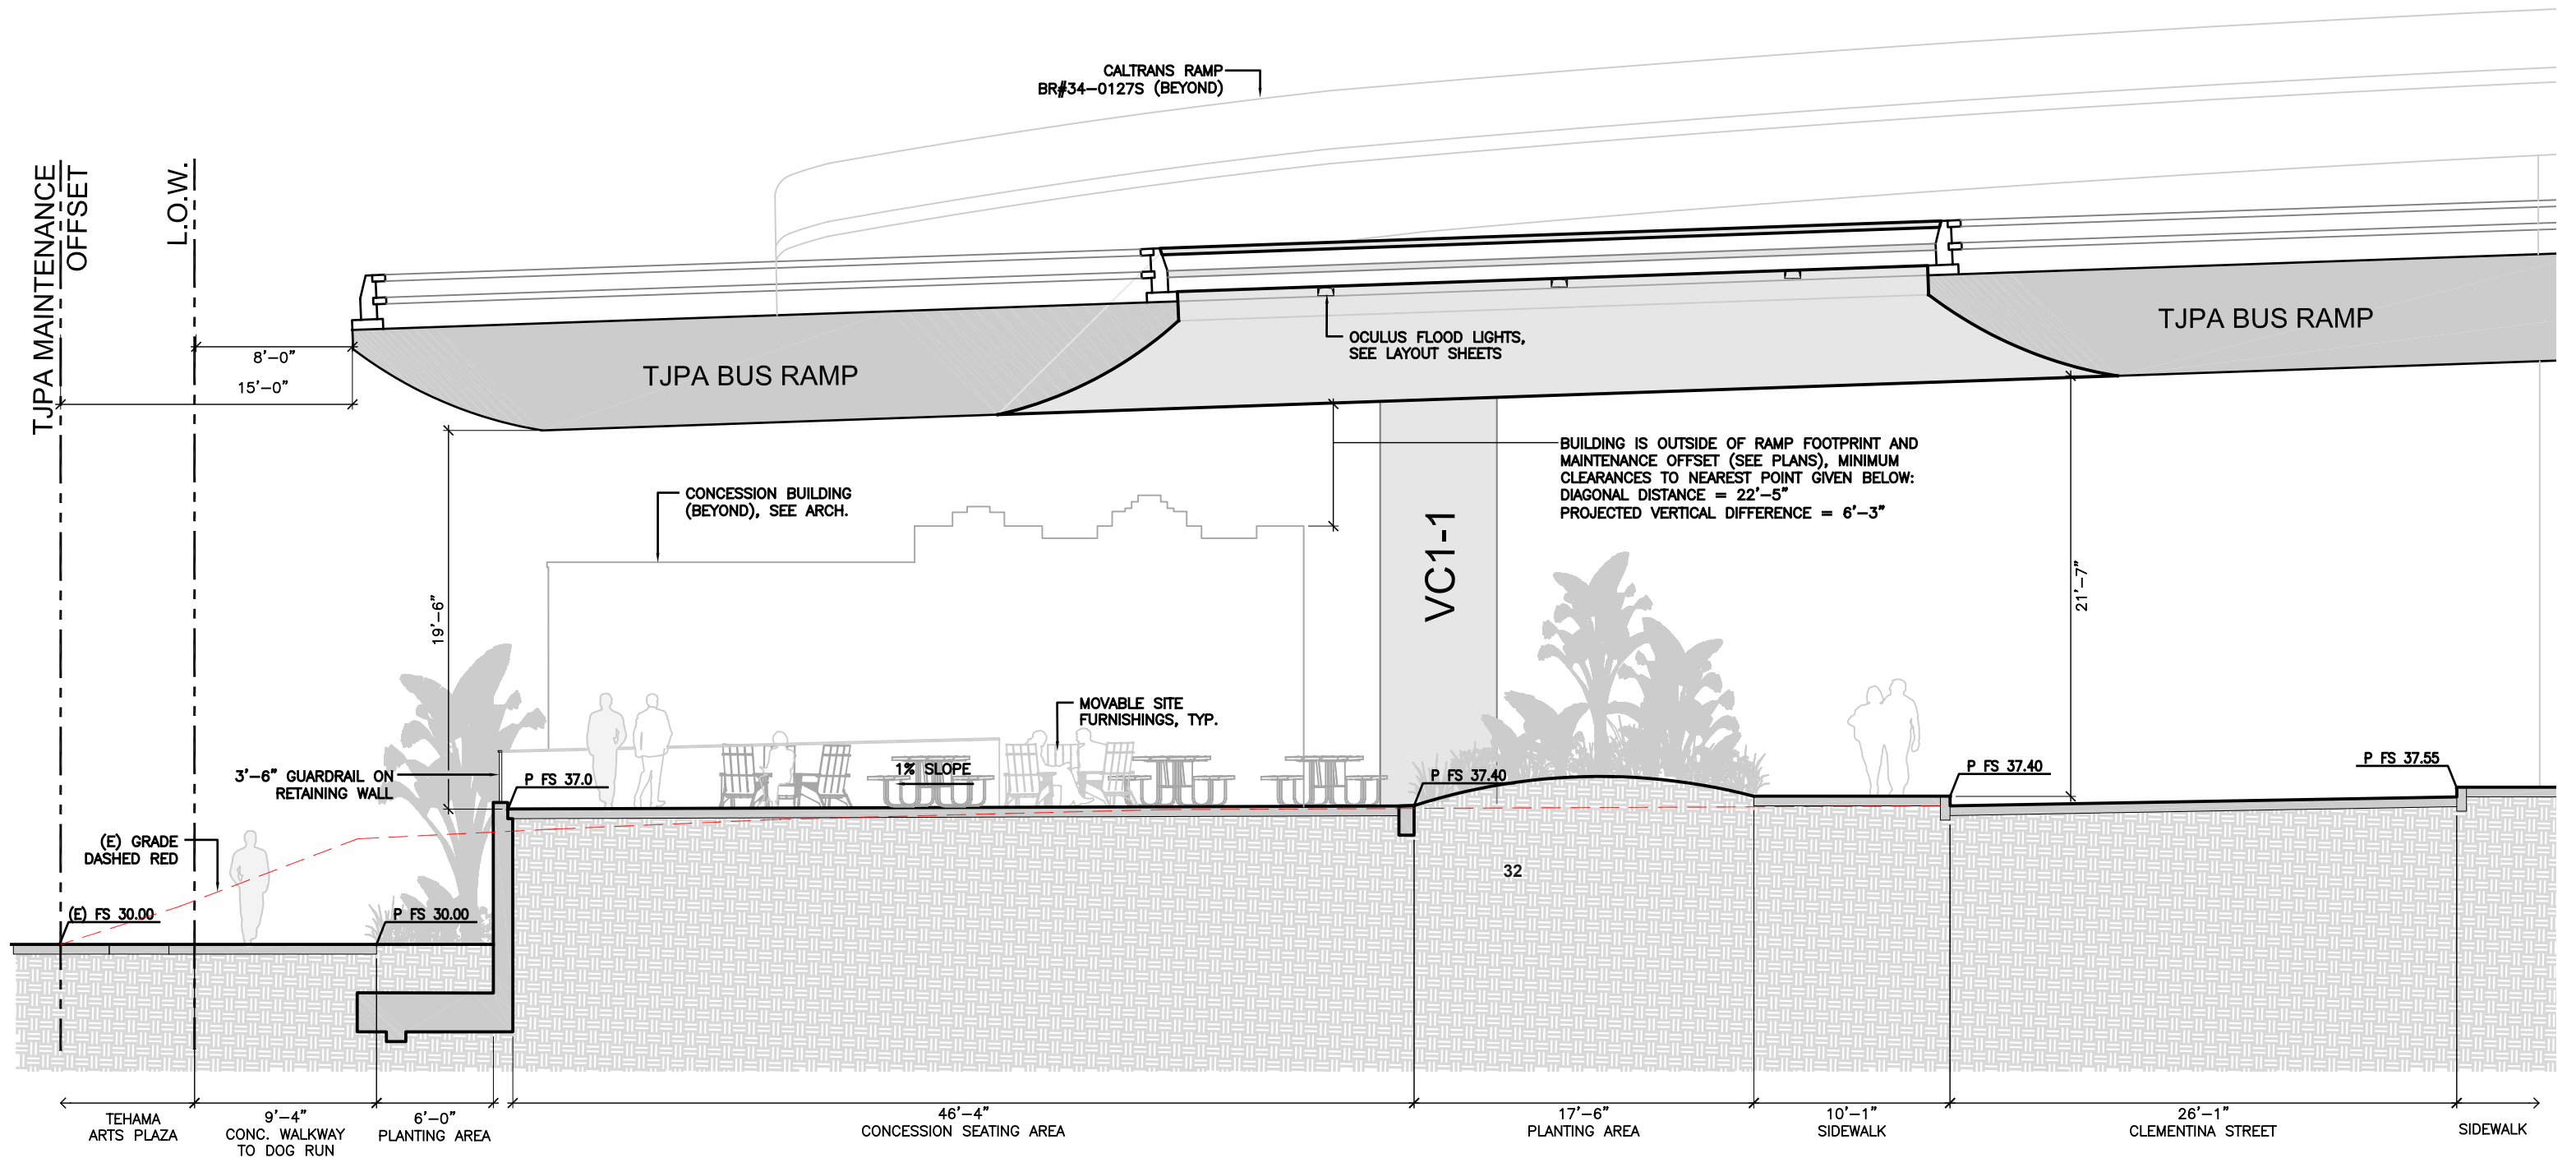 CALTRANS RAMP
BR#34-0127S (BEYOND)
TJPA MAINTENANCE
OFFSET
L.O.W.
8'-0"
15'-0"
TJPA BUS RAMP
OCULUS FLOOD LIGHTS,
SEE LAYOUT SHEETS
TJPA BUS RAMP
BUILDING IS OUTSIDE OF RAMP FOOTPRINT AND
MAINTENANCE OFFSET (SEE PLANS), MINIMUM
CLEARANCES TO NEAREST POINT GIVEN BELOW:
DIAGONAL DISTANCE = 22'-5"
PROJECTED VERTICAL DIFFERENCE = 6'-3"
CONCESSION BUILDING
(BEYOND), SEE ARCH.
VC1-1
19'-6"
21'-7"
MOVABLE SITE
FURNISHINGS, TYP.
3'-6" GUARDRAIL ON
RETAINING WALL
P FS 37.0
1% SLOPE
P FS 37.40
P FS 37.40
P FS 37.55
(E) GRADE
DASHED RED
32
(E) FS 30.00
P FS 30.00
TEHAMA
ARTS PLAZA
9'-4"
CONC. WALKWAY
TO DOG RUN
6'-0"
PLANTING AREA
46'-4"
CONCESSION SEATING AREA
17'-6"
PLANTING AREA
10'-1"
SIDEWALK
26'-1"
CLEMENTINA STREET
SIDEWALK